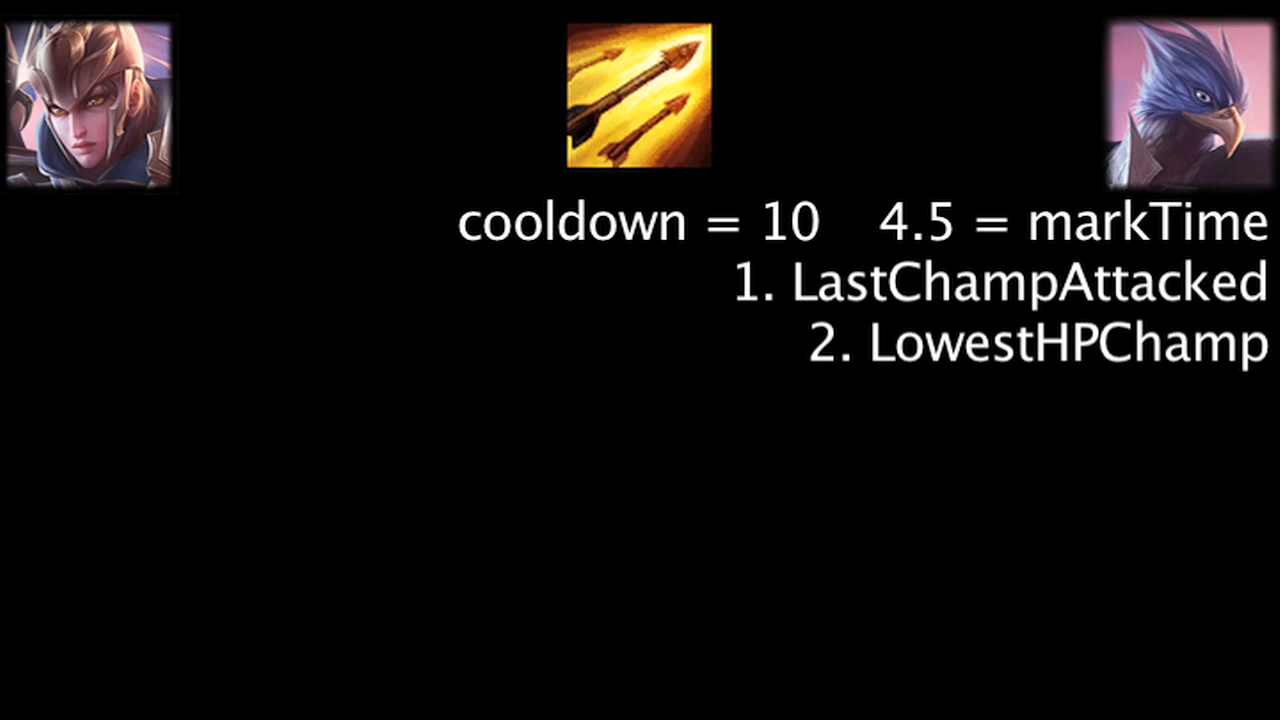 cooldown = 10 4.5 = markTime
1. LastChampAttacked
2. LowestHPChamp